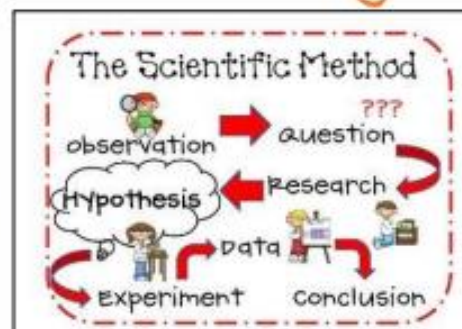 The Scientific Method
???
Observation
Question
Research
Hypothesis
Data
Experiment
Conclusion